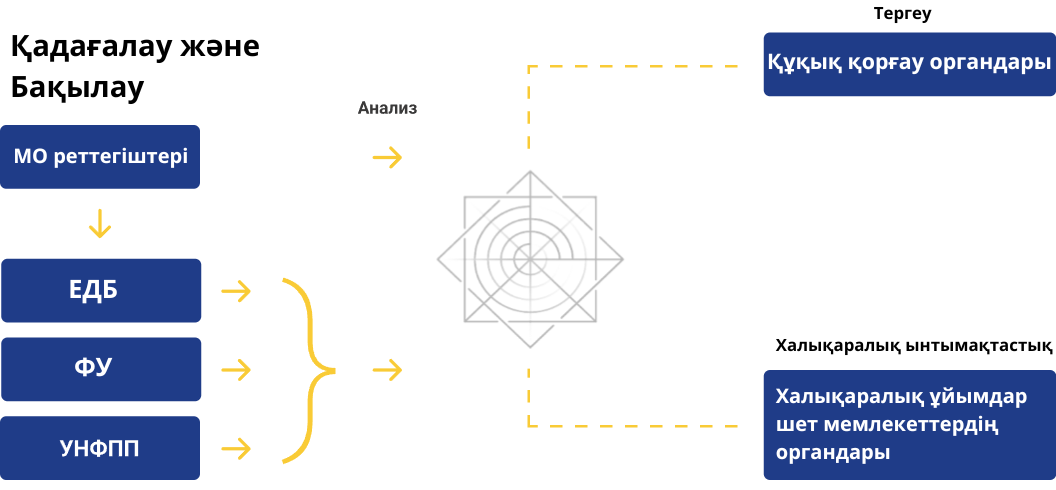 Қадағалау және
Бақылау
МО реттегіштері
ЕДБ
ФУ
УНФПП
Анализ
Тергеу
Құқық қорғау органдары
Халықаралық ынтымақтастық
Халықаралық ұйымдар
шет мемлекеттердің
органдары